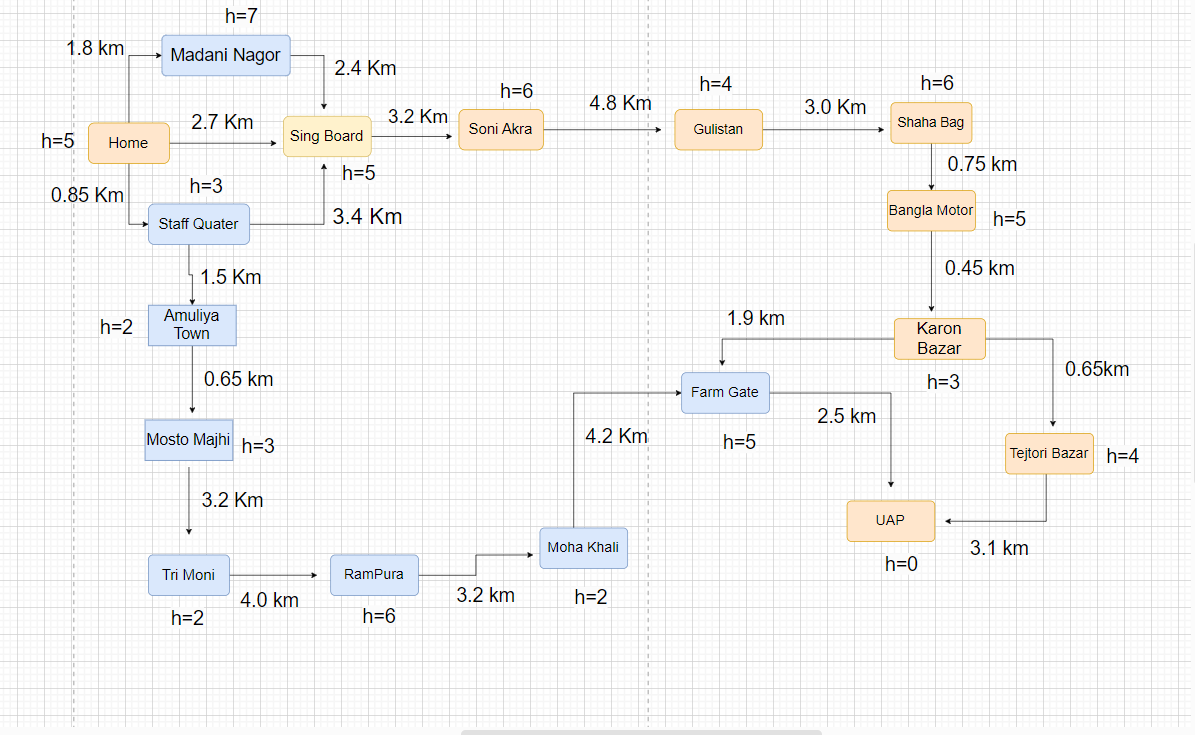 h=7
1.8 km
Madani Nagor
2.4 Km
h=6
4.8 Km
h=4
3.0 Km
h=6
h=5
Home
2.7 Km
Sing Board
3.2 Km
Soni Akra
Gulistan
Shaha Bag
0.75 km
h=5
0.85 Km
h=3
Staff Quater
3.4 Km
Bangla Motor
h=5
1.5 Km
0.45 km
h=2
Amuliya
Town
1.9 km
Karon
Bazar
0.65 km
h=3
0.65km
Farm Gate
2.5 km
h=5
Mosto Majhi
h=3
4.2 Km
Tejtori Bazar
h=4
3.2 Km
UAP
3.1 km
h=0
Tri Moni
4.0 km
h=2
RamPura
h=6
3.2 km
Moha Khali
h=2